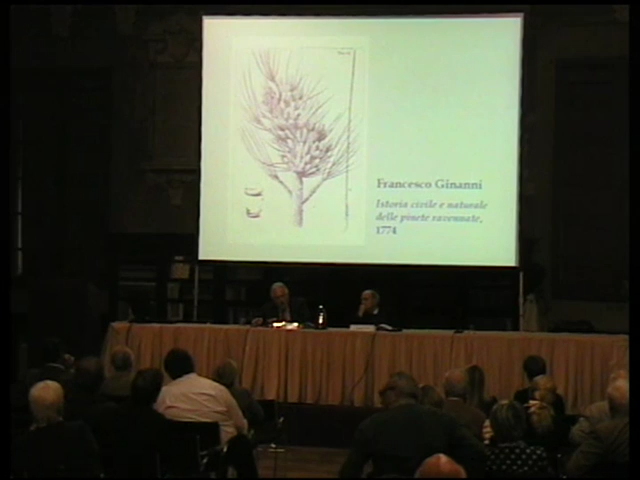 Francesco Ginanni
Istoria civile e naturale
delle pinete ravennate,
1774